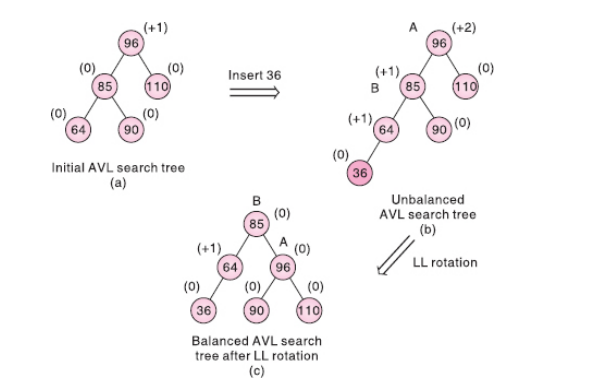 (+1)
96
(0)
85
(0)
110
(0)
64
(0)
90
Initial AVL search tree
(a)
Insert 36
A
(+2)
96
(+1)
B
85
(0)
110
(+1)
64
90
(0)
(0)
36
Unbalanced
AVL search tree
(b)
LL rotation
B
85
(0)
(+1)
64
A
(0)
96
(0)
36
(0)
90
(0)
110
Balanced AVL search
tree after LL rotation
(c)